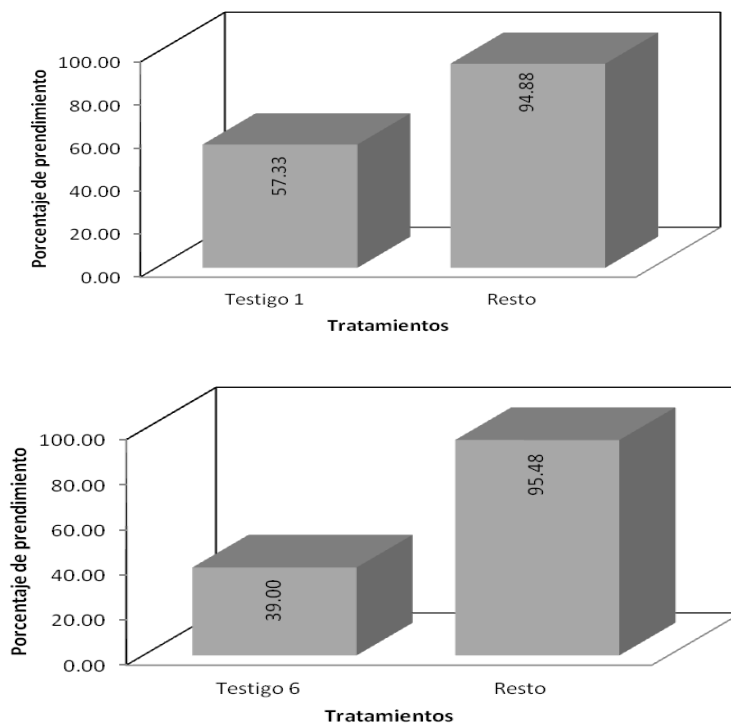 Porcentaje de prendimiento
100.00
80.00
60.00
40.00
20.00
0.00
57.33
94.88
Testigo 1
Resto
Tratamientos
Porcentaje de prendimiento
100.00
80.00
60.00
40.00
20.00
0.00
39.00
95.48
Testigo 6
Resto
Tratamientos